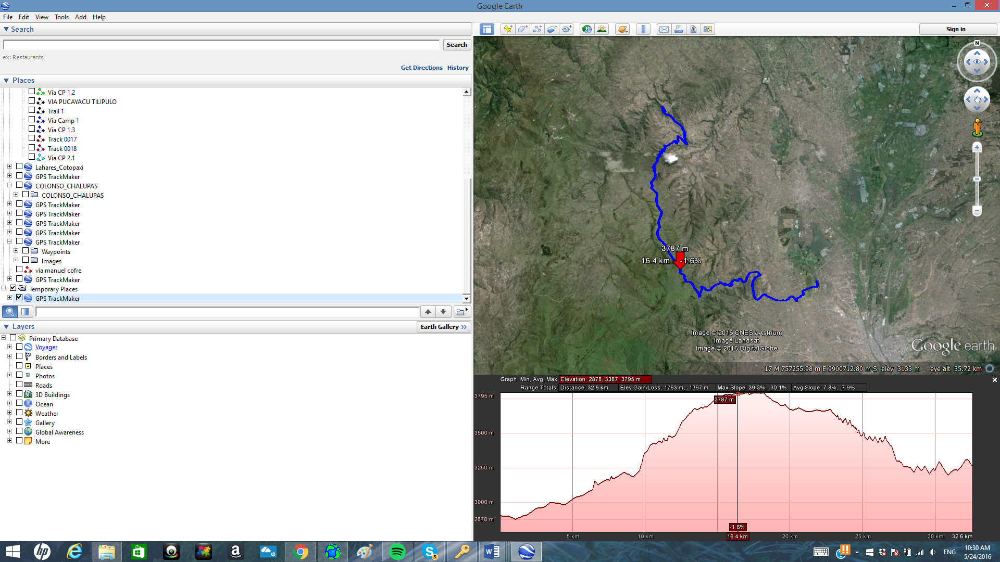 Google Earth
File Edit View Tools Add Help
Search
Search
ex: Restaurants
Get Directions History
Places
Via CP 1.2
VIA PUCAYACU TILIPULO
Trail 1
Via Camp 1
Via CP 1.3
Track 0017
Track 0018
Via CP 2.1
Lahares_Cotopaxi
GPS TrackMaker
COLONSO_CHALUPAS
COLONSO_CHALUPAS
GPS TrackMaker
GPS TrackMaker
GPS TrackMaker
GPS TrackMaker
GPS TrackMaker
Waypoints
Images
via manuel cofre
GPS TrackMaker
Temporary Places
GPS TrackMaker
Layers
Earth Gallery >>
Primary Database
Voyager
Borders and Labels
Places
Photos
Roads
3D Buildings
Ocean
Weather
Gallery
Global Awareness
More
Sign in
N
3787 m
16.4 km -1.6%
Image © 2016 CNES / Astrium
Image Landsat
Image © 2016 DigitalGlobe
Google earth
17 M 757255.98 m E 9900712.80 m S elev 3133 m eye alt 35.72 km
Graph: Min, Avg, Max Elevation: 2878, 3387, 3795 m
Range Totals: Distance: 32.6 km Elev Gain/Loss: 1763 m, -1397 m Max Slope: 39.3%, -30.1% Avg Slope: 7.8%, -7.9%
3795 m
3787 m
3500 m
3250 m
3000 m
2878 m
-1.6%
5 km 10 km 16.4 km 20 km 25 km 30 km 32.6 km
hp
a
S 5
W
ENG
10:30 AM
5/24/2016